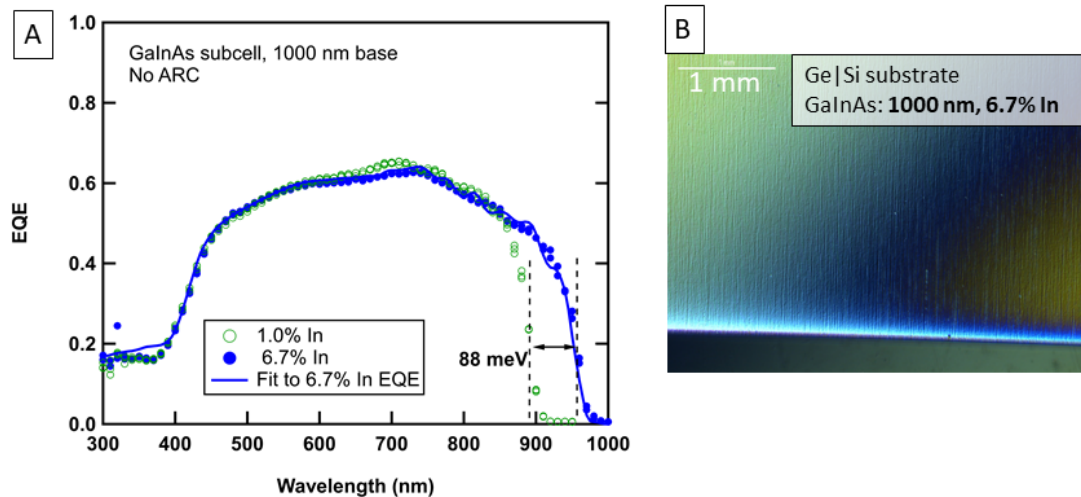 A
GaInAs subcell, 1000 nm base
No ARC
EQE
1.0
0.8
0.6
0.4
0.2
0.0
1.0% In
6.7% In
Fit to 6.7% In EQE
88 meV
300 400 500 600 700 800 900 1000
Wavelength (nm)
B
1 mm
Ge|Si substrate
GaInAs: 1000 nm, 6.7% In